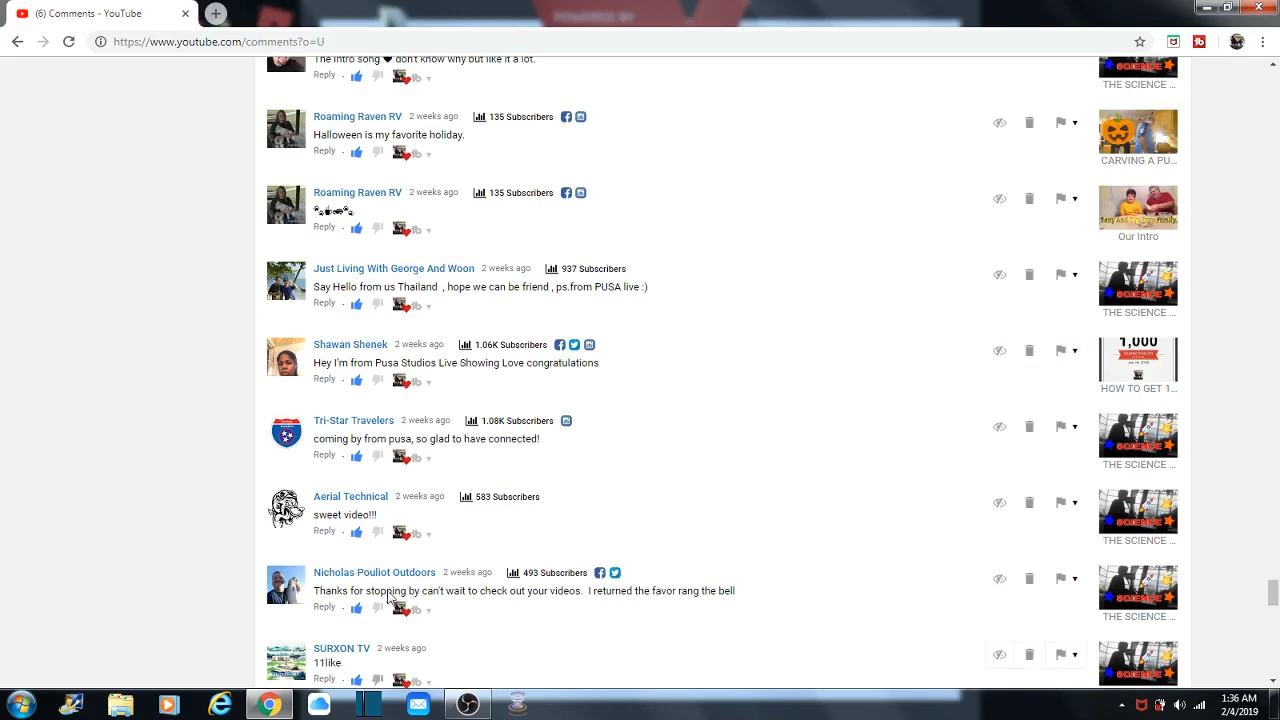 POWERED BY
(6) Comments - YouTube
https://www.youtube.com/comments?o=U
The Intro song ♥ don't know why but like it a lot.
Reply
SCIENCE
THE SCIENCE ...
Roaming Raven RV 2 weeks ago 135 Subscribers
Halloween is my favorite holiday.
Reply
CARVING A PU...
Roaming Raven RV 2 weeks ago 135 Subscribers
Reply
Our Intro
Just Living With George And Woon 2 weeks ago 937 Subscribers
Say Hello from us Thailand , hope we can be friend , ps.from PUSA live :)
Reply
SCIENCE
THE SCIENCE ...
Shawan Shenek 2 weeks ago 1.06K Subscribers
Hey I'm from Pusa Studios Live Showing Love congratulations
Reply
1,000
HOW TO GET 1...
Tri-Star Travelers 2 weeks ago 1.08K Subscribers
coming by from pusa, so glad to have connected!
Reply
SCIENCE
THE SCIENCE ...
Aerial Technical 2 weeks ago 583 Subscribers
sweet video!!!
Reply
SCIENCE
THE SCIENCE ...
Nicholas Pouliot Outdoors 2 weeks ago 493 Subscribers
Thanks for stopping by can't wait to check out your videos. I returned the favor rang the bell
Reply
SCIENCE
THE SCIENCE ...
SURXON TV 2 weeks ago
11like
Reply
SCIENCE
1:36 AM
2/4/2019